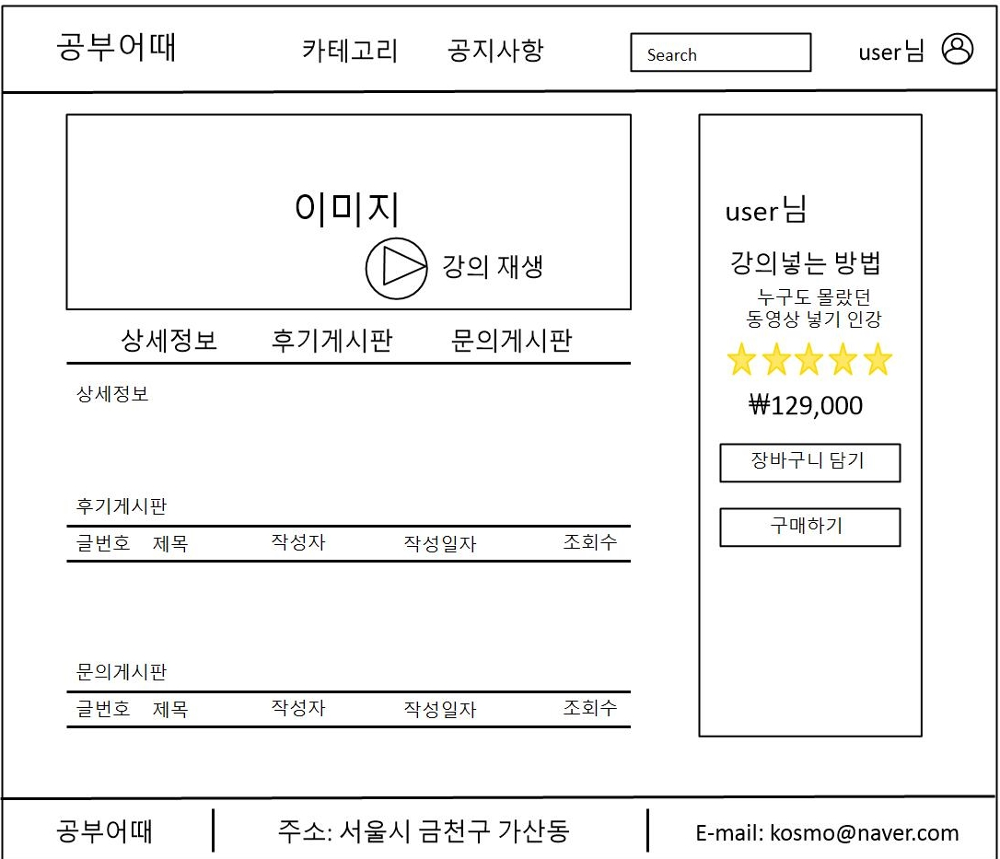 공부어때 카테고리 공지사항 Search user님
이미지
강의 재생
상세정보 후기게시판 문의게시판
상세정보
후기게시판
글번호 제목 작성자 작성일자 조회수
문의게시판
글번호 제목 작성자 작성일자 조회수
user님
강의넣는 방법
누구도 몰랐던
동영상 넣기 인강
₩129,000
장바구니 담기
구매하기
공부어때 주소: 서울시 금천구 가산동 E-mail: kosmo@naver.com